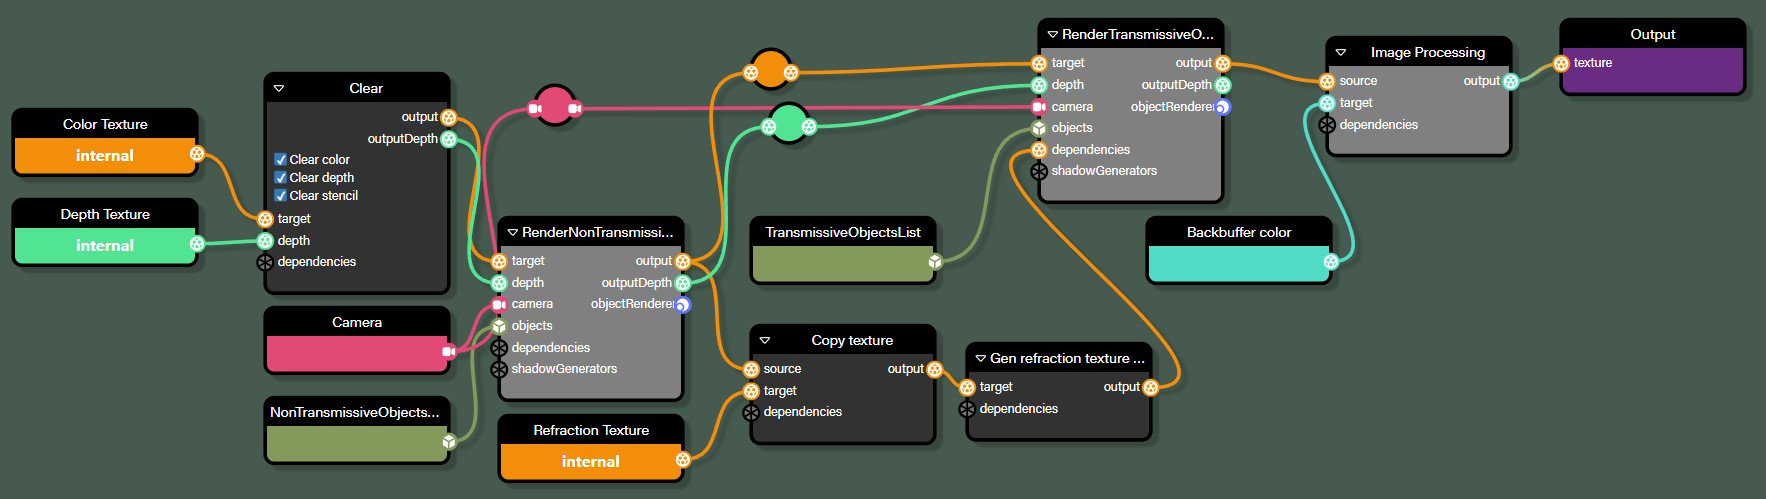 Color Texture
internal
Depth Texture
internal
Clear
output
outputDepth
Clear color
Clear depth
Clear stencil
target
depth
dependencies
Camera
NonTransmissiveObjects...
RenderNonTransmissi...
target
output
depth
outputDepth
camera
objectRenderer
objects
dependencies
shadowGenerators
Refraction Texture
internal
TransmissiveObjectsList
Copy texture
source
output
target
dependencies
Gen refraction texture ...
target
output
dependencies
RenderTransmissiveO...
target
output
depth
outputDepth
camera
objectRenderer
objects
dependencies
shadowGenerators
Backbuffer color
Image Processing
source
output
target
dependencies
Output
texture